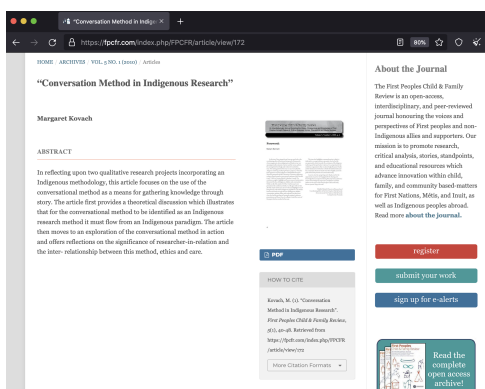 "Conversation Method in Indigen
https://fpcfr.com/index.php/FPCFR/article/view/172
80%
HOME / ARCHIVES / VOL. 5 NO. 1 (2010) / Articles
“Conversation Method in Indigenous Research”
Margaret Kovach
ABSTRACT
In reflecting upon two qualitative research projects incorporating an
Indigenous methodology, this article focuses on the use of the
conversational method as a means for gathering knowledge through
story. The article first provides a theoretical discussion which illustrates
that for the conversational method to be identified as an Indigenous
research method it must flow from an Indigenous paradigm. The article
then moves to an exploration of the conversational method in action
and offers reflections on the significance of researcher-in-relation and
the inter- relationship between this method, ethics and care.
PDF
HOW TO CITE
Kovach, M. (1). “Conversation
Method in Indigenous Research”.
First Peoples Child & Family Review,
5(1), 40-48. Retrieved from
https://fpcfr.com/index.php/FPCFR
/article/view/172
More Citation Formats
About the Journal
The First Peoples Child & Family
Review is an open-access,
interdisciplinary, and peer-reviewed
journal honouring the voices and
perspectives of First peoples and non-
Indigenous allies and supporters. Our
mission is to promote research,
critical analysis, stories, standpoints,
and educational resources which
advance innovation within child,
family, and community based-matters
for First Nations, Métis, and Inuit, as
well as Indigenous peoples abroad.
Read more about the journal.
register
submit your work
sign up for e-alerts
First Peoples
Read the
complete
open access
archive!